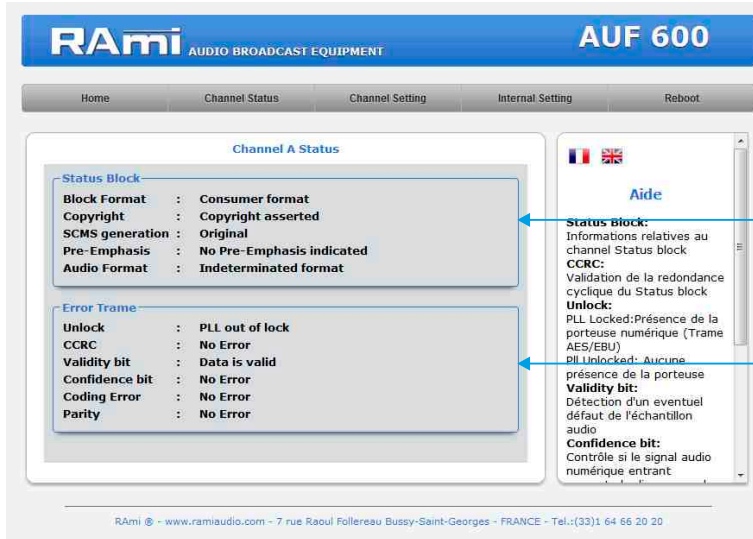 RAmi AUDIO BROADCAST EQUIPMENT
AUF 600
Home Channel Status Channel Setting Internal Setting Reboot
Channel A Status
Status Block
Block Format : Consumer format
Copyright : Copyright asserted
SCMS generation : Original
Pre-Emphasis : No Pre-Emphasis indicated
Audio Format : Indeterminated format
Error Trame
Unlock : PLL out of lock
CCRC : No Error
Validity bit : Data is valid
Confidence bit : No Error
Coding Error : No Error
Parity : No Error
Aide
Status Block:
Informations relatives au
channel Status block
CCRC:
Validation de la redondance
cyclique du Status block
Unlock:
PLL Locked:Présence de la
porteuse numérique (Trame
AES/EBU)
Pll Unlocked: Aucune
présence de la porteuse
Validity bit:
Détection d'un eventuel
défaut de l'échantillon
audio
Confidence bit:
Contrôle si le signal audio
numérique entrant
RAmi ® - www.ramiaudio.com - 7 rue Raoul Follereau Bussy-Saint-Georges - FRANCE - Tel.:(33)1 64 66 20 20